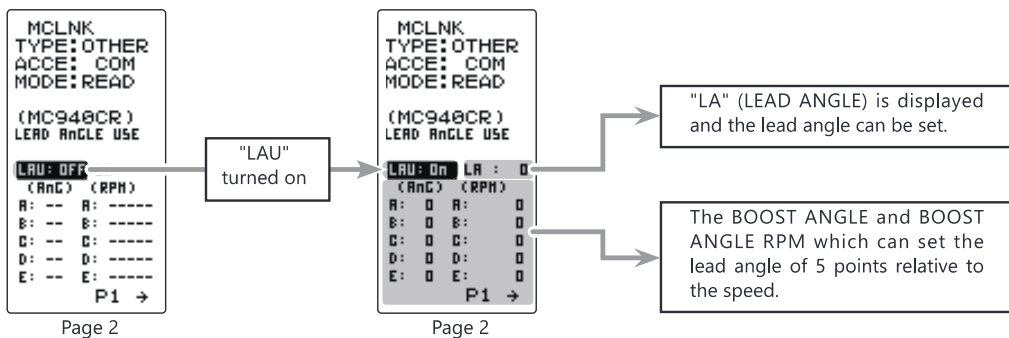 MCLNK
TYPE:OTHER
ACCE: COM
MODE:READ
(MC940CR)
LEAD AnGLE USE
LAU: OFF
(AnG) (RPM)
A: -- A: -----
B: -- B: -----
C: -- C: -----
D: -- D: -----
E: -- E: -----
P1 →
Page 2
"LAU"
turned on
MCLNK
TYPE:OTHER
ACCE: COM
MODE:READ
(MC940CR)
LEAD AnGLE USE
LAU: On LA : 0
(AnG) (RPM)
A: 0 A: 0
B: 0 B: 0
C: 0 C: 0
D: 0 D: 0
E: 0 E: 0
P1 →
Page 2
"LA" (LEAD ANGLE) is displayed
and the lead angle can be set.
The BOOST ANGLE and BOOST
ANGLE RPM which can set the
lead angle of 5 points relative to
the speed.